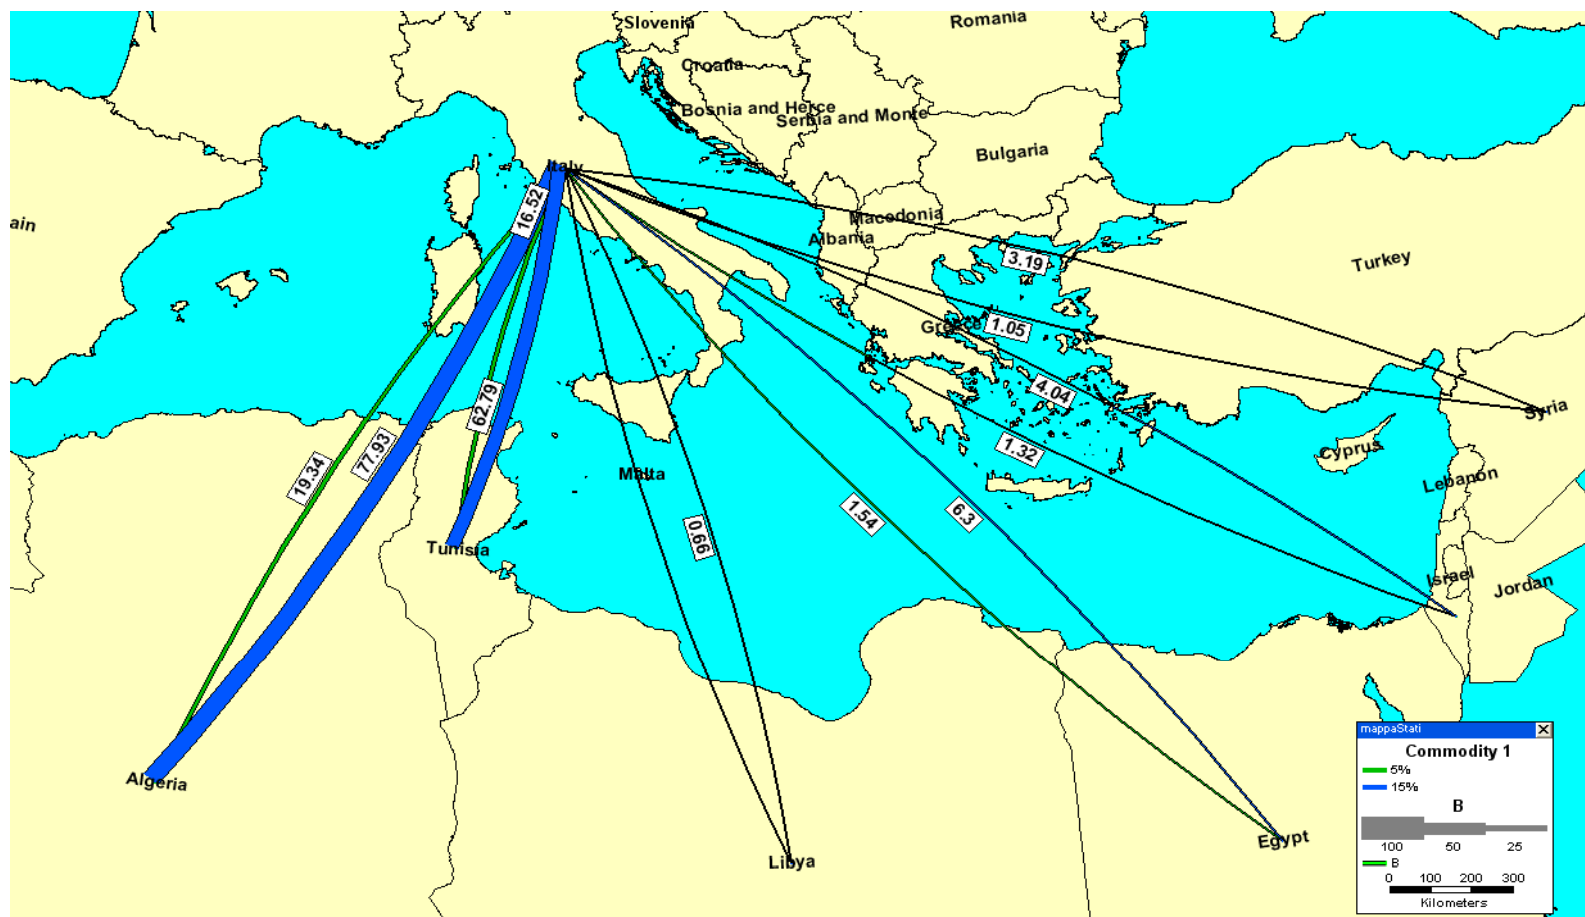 Slovenia
Romania
Croatia
Bosnia and Herce
Serbia and Monte
Bulgaria
Italy
16.52
Macedonia
ain
Albania
3.19
Turkey
Greece
1.05
4.04
62.79
Syria
77.93
1.32
Cyprus
19.34
Malta
Lebanon
1.54
6.3
0.66
Tunisia
Israel
Jordan
Algeria
Libya
Egypt
mappaStati
Commodity 1
5%
15%
B
100 50 25
B
0 100 200 300
Kilometers